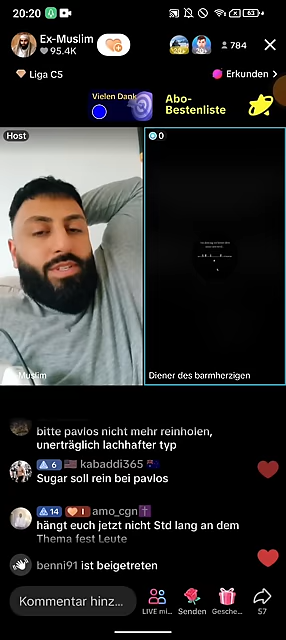 20:20
Ex-Muslim
95.4K
784
Liga C5
Erkunden
Vielen Dank
Abo-
Bestenliste
Host
0
Muslim
Diener des barmherzigen
bitte pavlos nicht mehr reinholen,
unerträglich lachhafter typ
6 kabaddi365
Sugar soll rein bei pavlos
14 1 amo_cgn
hängt euch jetzt nicht Std lang an dem
Thema fest Leute
benni91 ist beigetreten
Kommentar hinz...
LIVE mi...
Senden
Gesche...
57